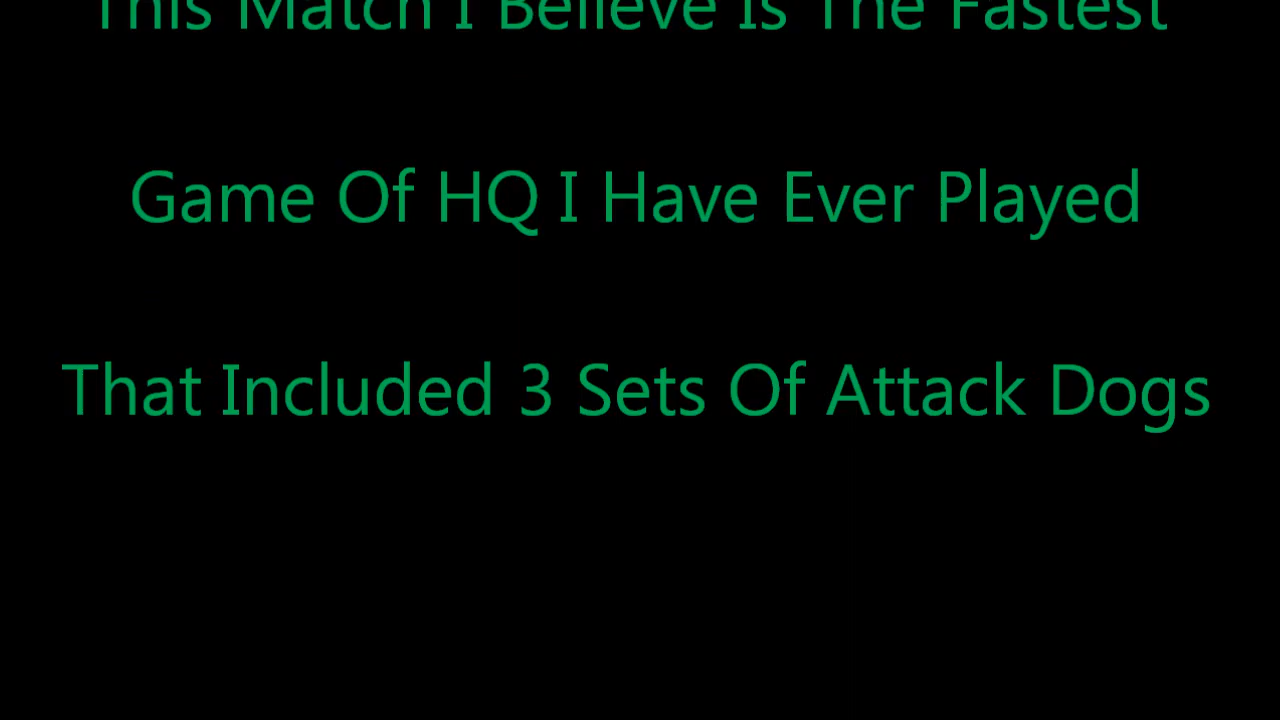 This Match I Believe Is The Fastest
Game Of HQ I Have Ever Played
That Included 3 Sets Of Attack Dogs